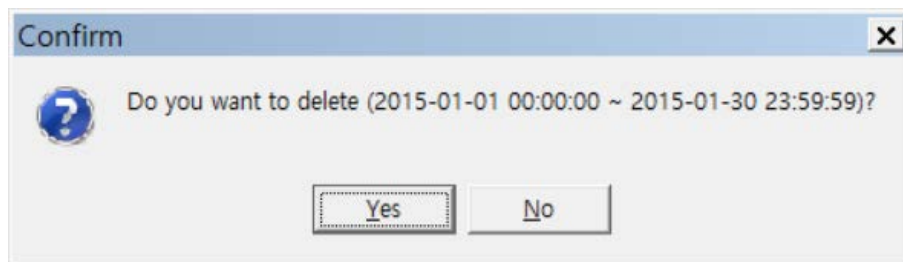 Confirm
Do you want to delete (2015-01-01 00:00:00 ~ 2015-01-30 23:59:59)?
Yes No